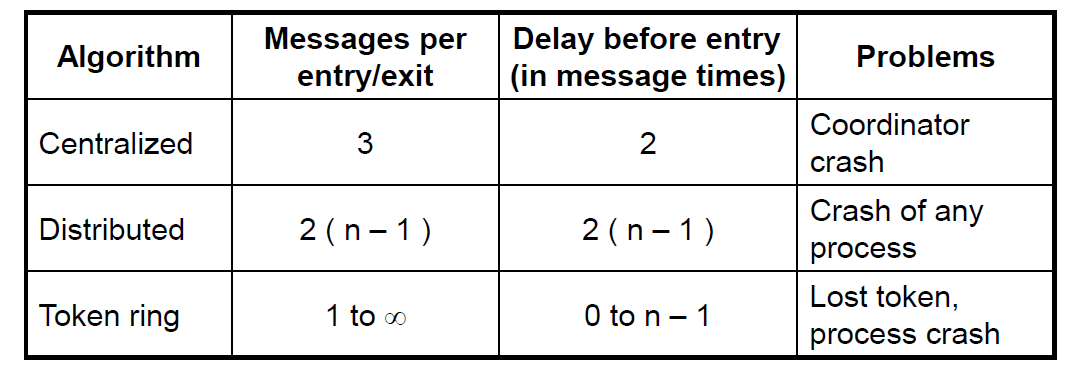 Algorithm
Messages per
entry/exit
Delay before entry
(in message times)
Problems
Centralized
3
2
Coordinator
crash
Distributed
2 ( n – 1 )
2 ( n – 1 )
Crash of any
process
Token ring
1 to ∞
0 to n – 1
Lost token,
process crash